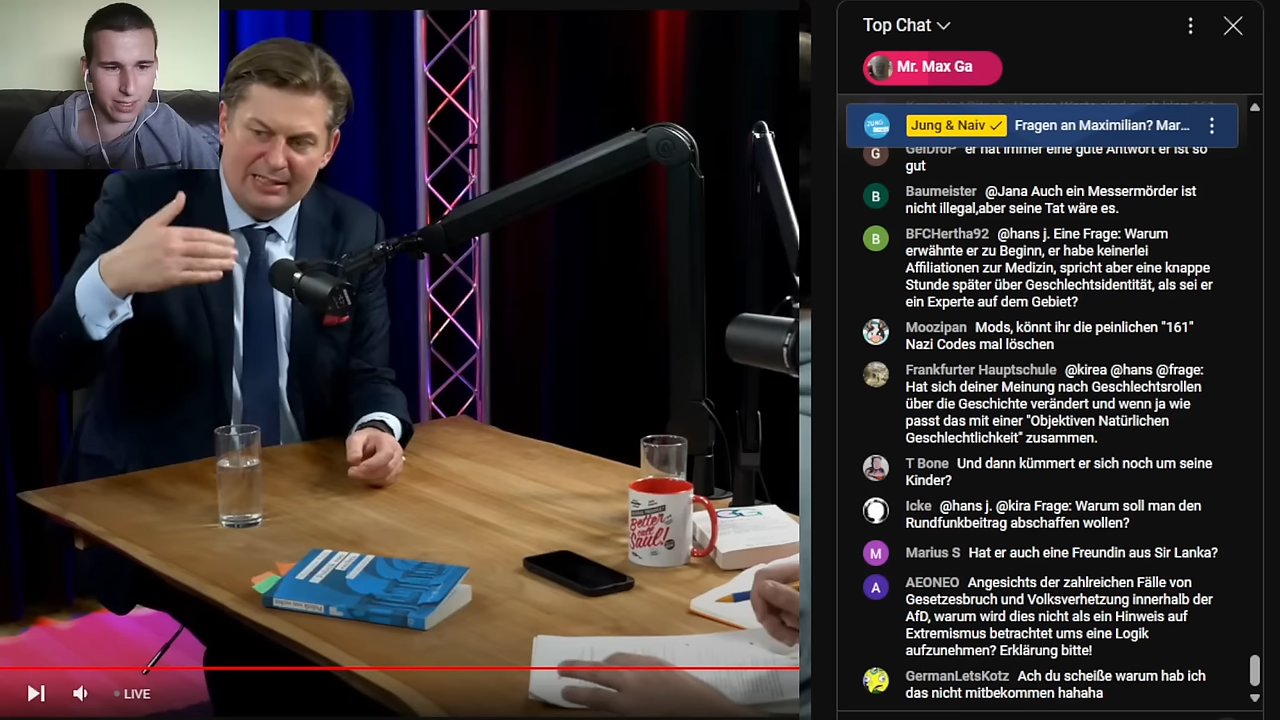 Top Chat
Mr. Max Ga
Jung & Naiv Fragen an Maximilian? Mar...
GelDroP er hat immer eine gute Antwort er ist so
gut
Baumeister @Jana Auch ein Messermörder ist
nicht illegal,aber seine Tat wäre es.
BFCHertha92 @hans j. Eine Frage: Warum
erwähnte er zu Beginn, er habe keinerlei
Affiliationen zur Medizin, spricht aber eine knappe
Stunde später über Geschlechtsidentität, als sei er
ein Experte auf dem Gebiet?
Moozipan Mods, könnt ihr die peinlichen "161"
Nazi Codes mal löschen
Frankfurter Hauptschule @kirea @hans @frage:
Hat sich deiner Meinung nach Geschlechtsrollen
über die Geschichte verändert und wenn ja wie
passt das mit einer "Objektiven Natürlichen
Geschlechtlichkeit" zusammen.
T Bone Und dann kümmert er sich noch um seine
Kinder?
Icke @hans j. @kira Frage: Warum soll man den
Rundfunkbeitrag abschaffen wollen?
Marius S Hat er auch eine Freundin aus Sir Lanka?
AEONEO Angesichts der zahlreichen Fälle von
Gesetzesbruch und Volksverhetzung innerhalb der
AfD, warum wird dies nicht als ein Hinweis auf
Extremismus betrachtet ums eine Logik
aufzunehmen? Erklärung bitte!
GermanLetsKotz Ach du scheiße warum hab ich
das nicht mitbekommen hahaha
G
B
B
M
A
JUNG
Better
call
Saul!
LIVE